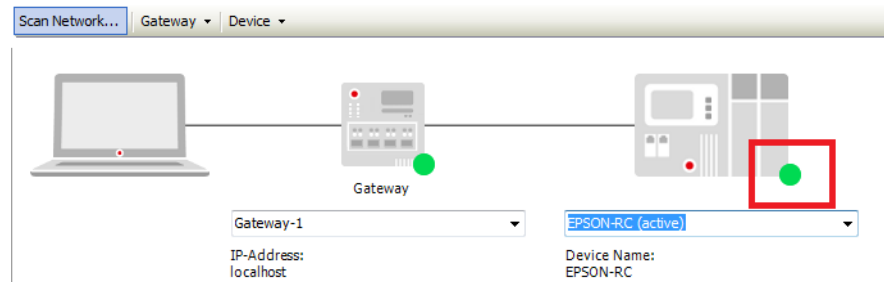 Scan Network... Gateway Device
Gateway
Gateway-1 EPSON-RC (active)
IP-Address: Device Name:
localhost EPSON-RC